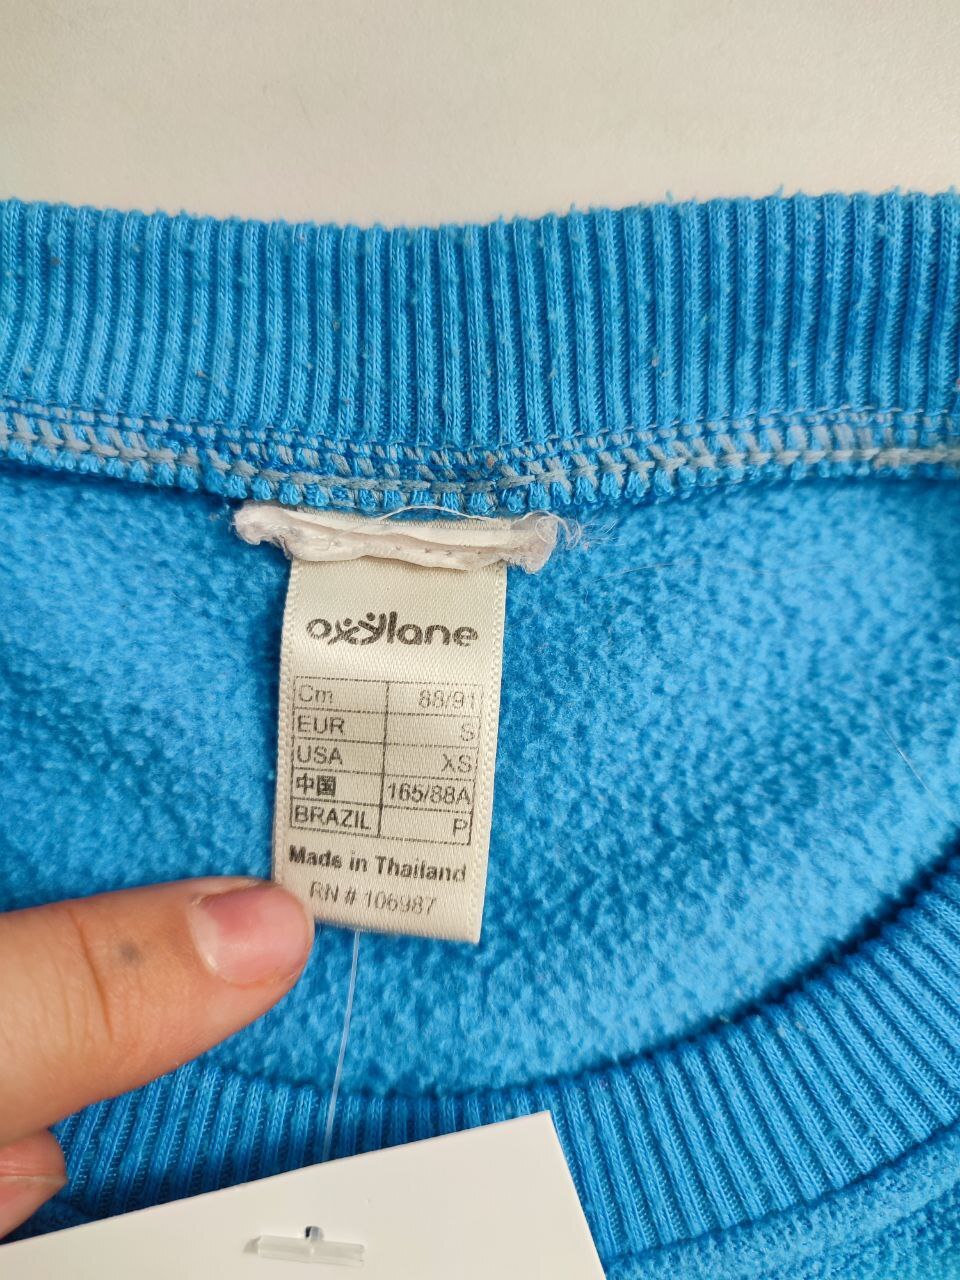 oxylane
Cm 88/91
EUR S
USA XS
中国 165/88A
BRAZIL P
Made in Thailand
RN # 106987